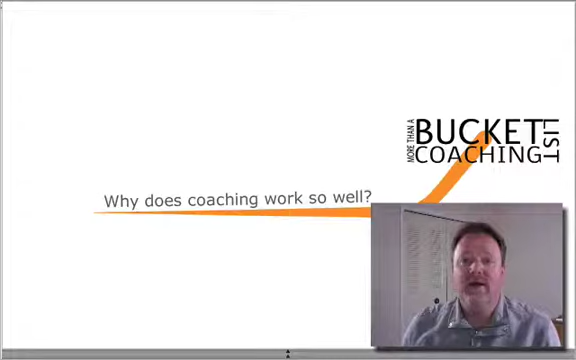 MORE THAN A
BUCKET
LIST
COACHING
Why does coaching work so well?